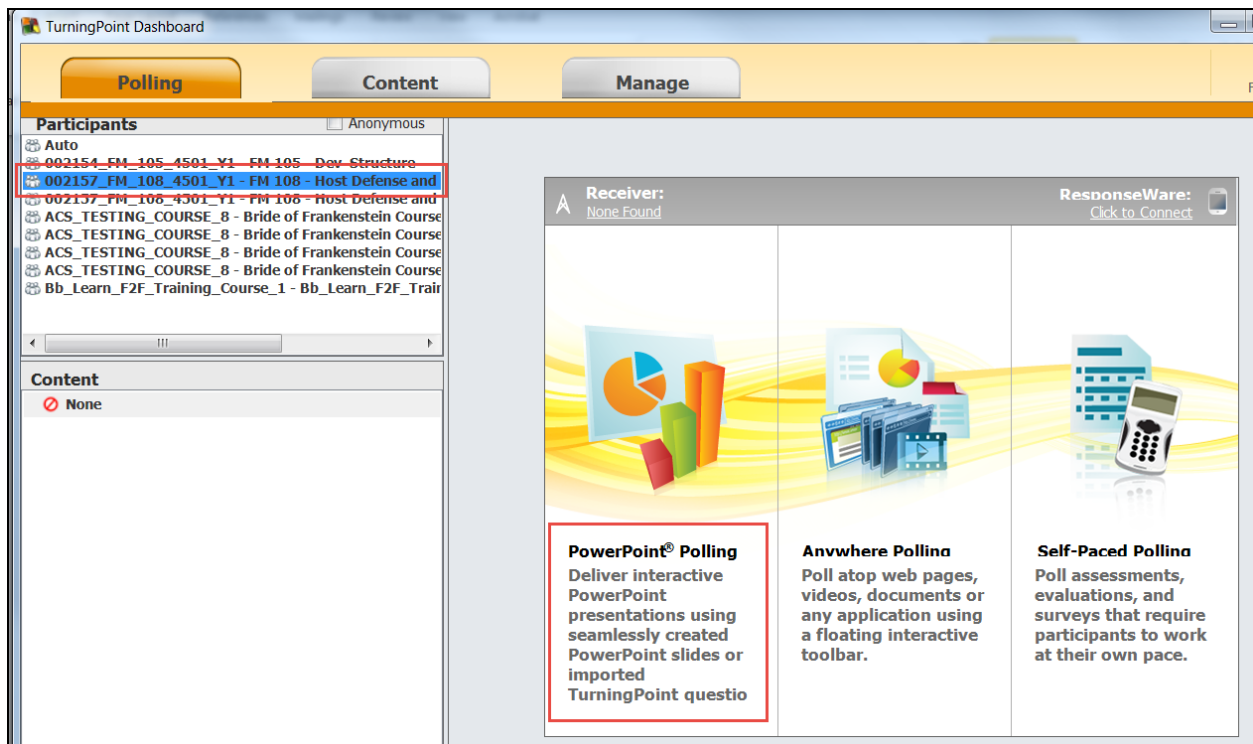 TurningPoint Dashboard
Polling
Content
Manage
Participants
Anonymous
Auto
002154_FM_105_4501_Y1 - FM 105 - Dev_Structure
002157_FM_108_4501_Y1 - FM 108 - Host Defense and
002157_FM_108_4501_Y1 - FM 108 - Host Defense and
ACS_TESTING_COURSE_8 - Bride of Frankenstein Course
ACS_TESTING_COURSE_8 - Bride of Frankenstein Course
ACS_TESTING_COURSE_8 - Bride of Frankenstein Course
ACS_TESTING_COURSE_8 - Bride of Frankenstein Course
Bb_Learn_F2F_Training_Course_1 - Bb_Learn_F2F_Train
Content
None
Receiver:
None Found
ResponseWare:
Click to Connect
PowerPoint® Polling
Deliver interactive
PowerPoint
presentations using
seamlessly created
PowerPoint slides or
imported
TurningPoint questio
Anywhere Polling
Poll atop web pages,
videos, documents or
any application using
a floating interactive
toolbar.
Self-Paced Polling
Poll assessments,
evaluations, and
surveys that require
participants to work
at their own pace.